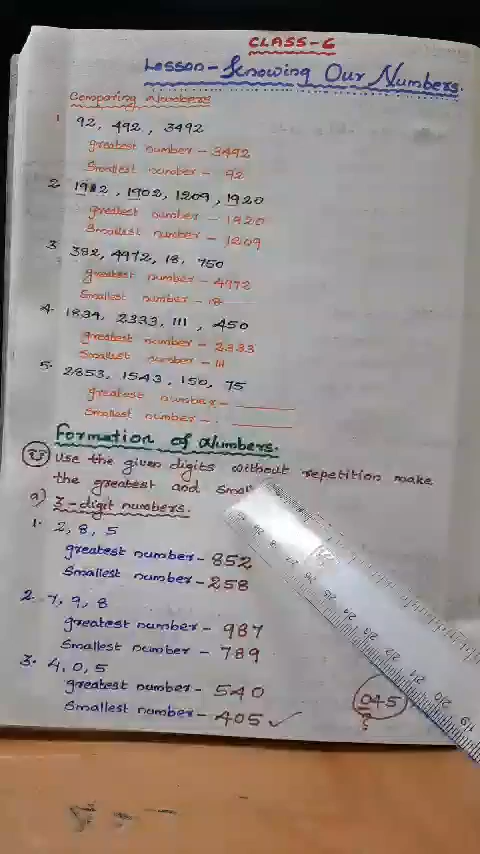 CLASS-6
Lesson - Knowing Our Numbers.
Comparing Numbers
1. 92, 492, 3492
greatest number - 3492
Smallest number - 92
2. 1902, 1209, 1920
greatest number - 1920
Smallest number - 1209
3. 382, 4972, 18, 750
greatest number - 4972
Smallest number - 18
4. 1834, 2333, 111, 450
greatest number - 2333
Smallest number - 111
5. 2853, 1543, 150, 75
greatest number -
Smallest number -
Formation of Numbers.
Use the given digits without repetition make
the greatest and small
a) 3-digit numbers.
1. 2, 8, 5
greatest number - 852
Smallest number - 258
2. 7, 9, 8
greatest number - 987
Smallest number - 789
3. 4, 0, 5
greatest number - 540
Smallest number - 405 ✓
045